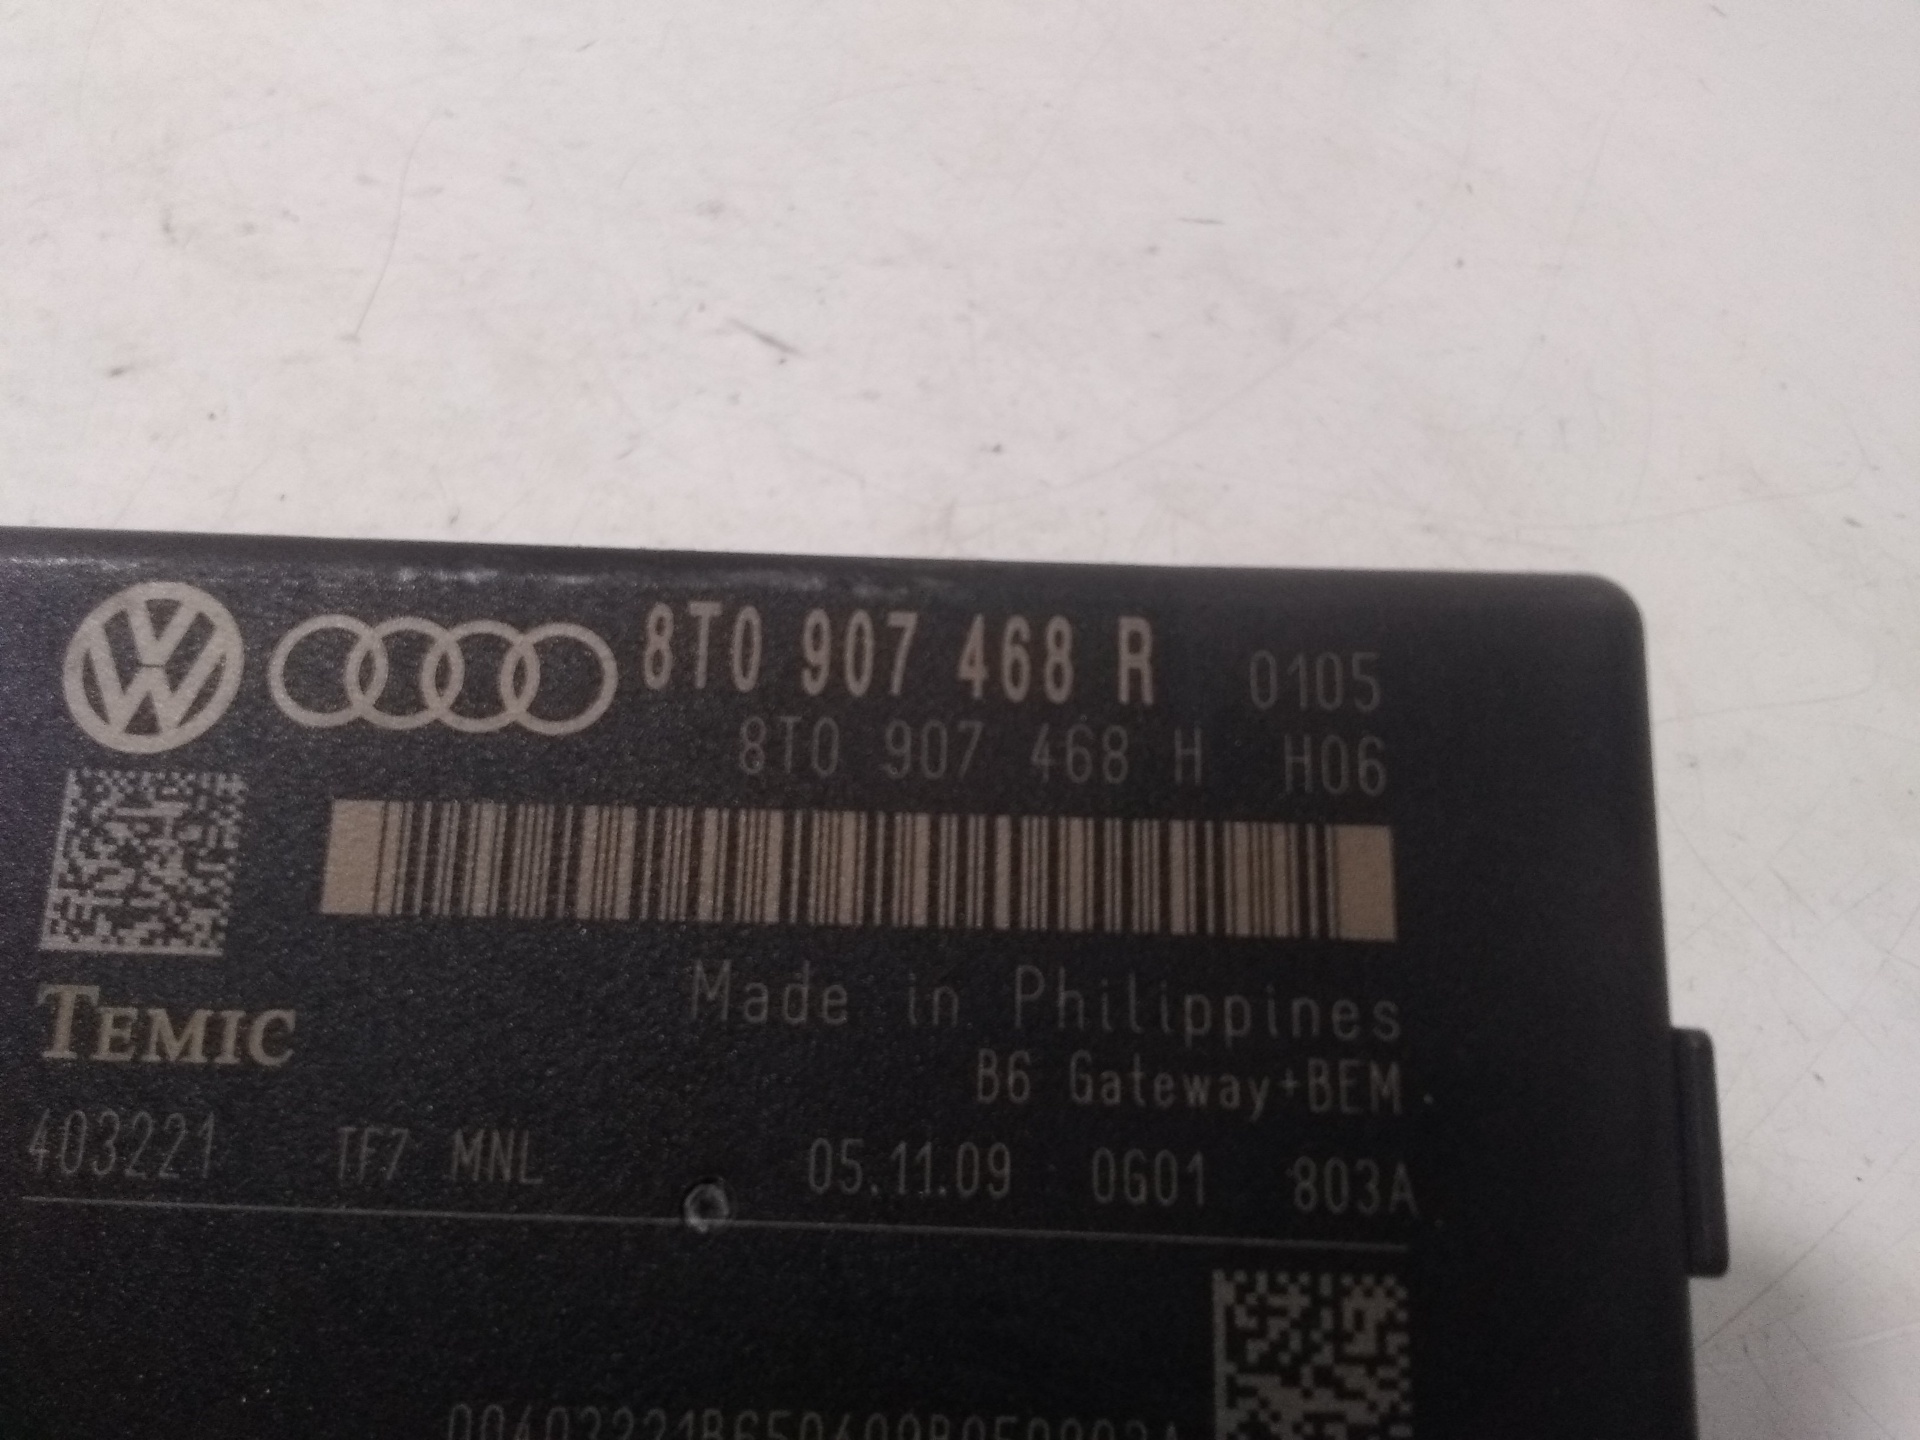 8T0 907 468 R 0105
8T0 907 468 H H06
TEMIC
Made in Philippines
B6 Gateway+BEM
403221 TF7 MNL 05.11.09 0G01 803A